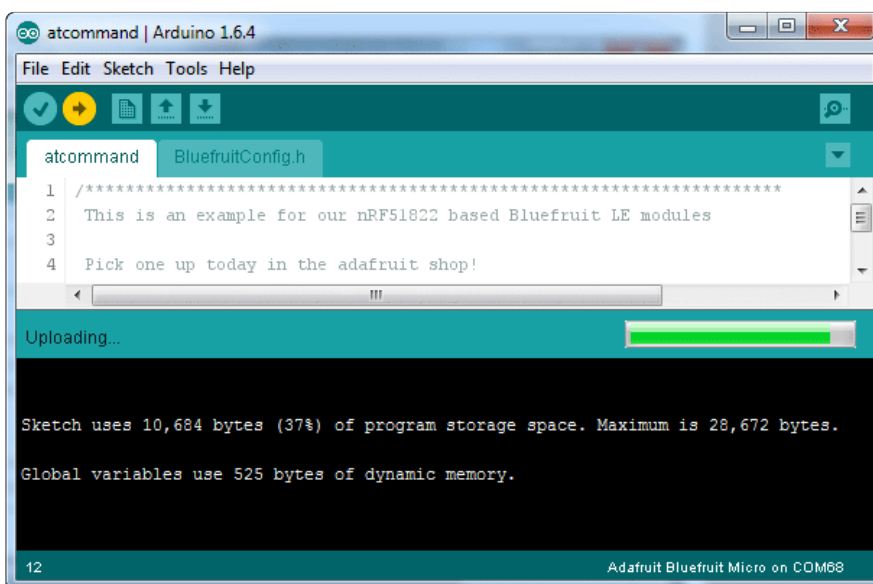 atcommand | Arduino 1.6.4
File Edit Sketch Tools Help
atcommand BluefruitConfig.h
1 /*********************************************************************
2 This is an example for our nRF51822 based Bluefruit LE modules
3
4 Pick one up today in the adafruit shop!
Uploading...
Sketch uses 10,684 bytes (37%) of program storage space. Maximum is 28,672 bytes.
Global variables use 525 bytes of dynamic memory.
12 Adafruit Bluefruit Micro on COM68